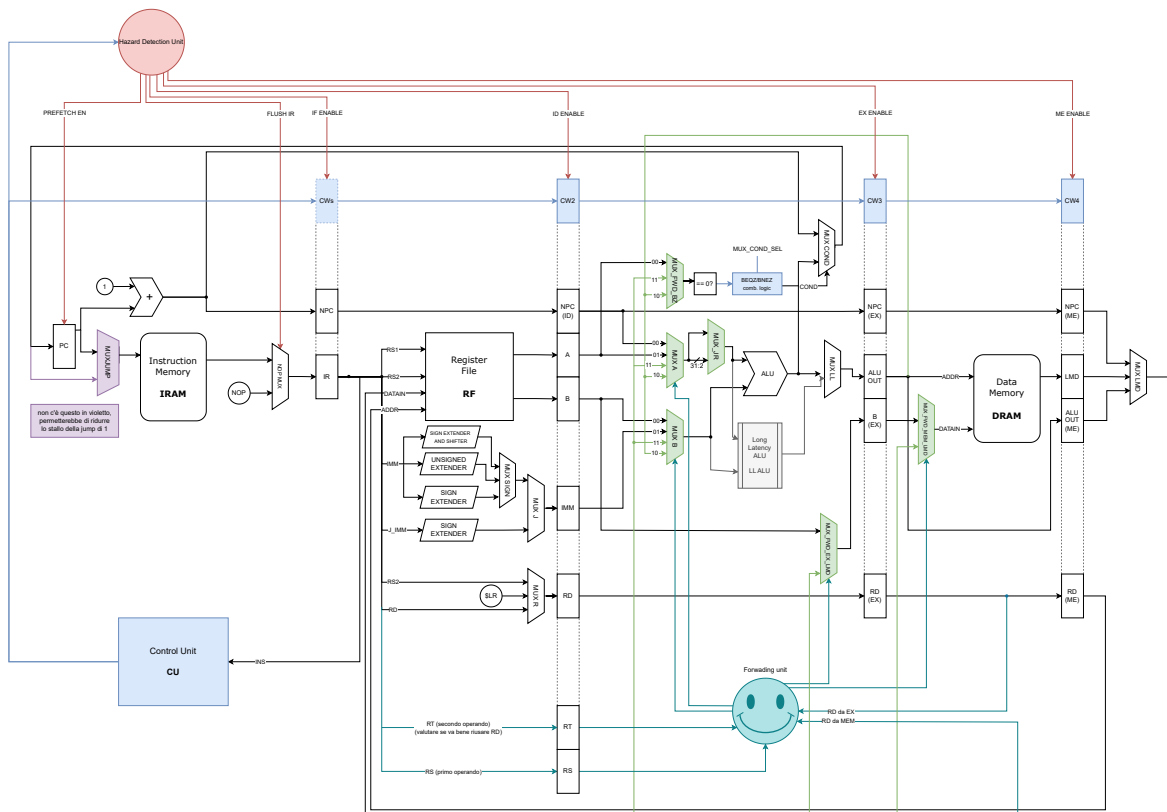 Hazard Detection Unit
PREFETCH EN
FLUSH IR
IF ENABLE
ID ENABLE
EX ENABLE
ME ENABLE
CWs
CW2
CW3
CW4
MUX_COND_SEL
MUX COND
00
11
10
MUX_FWD_BZ
== 0?
BEQZ/BNEZ
comb. logic
COND
1
+
NPC
NPC
(ID)
NPC
(EX)
NPC
(ME)
PC
MUXJUMP
Instruction
Memory
IRAM
NOP
IR
RS1
RS2
DATAIN
ADDR
Register
File
RF
A
B
00
01
11
10
MUX A
31:2
MUX_JR
ALU
MUX LL
ALU
OUT
B
(EX)
ADDR
DATAIN
MUX_FWD_MEM_LMD
Data
Memory
DRAM
LMD
ALU
OUT
(ME)
MUX LMD
non c'è questo in violetto,
permetterebbe di ridurre
lo stallo della jump di 1
00
01
11
10
MUX B
Long
Latency
ALU
LL ALU
SIGN EXTENDER
AND SHIFTER
IMM
UNSIGNED
EXTENDER
SIGN
EXTENDER
MUX SIGN
J_IMM
SIGN
EXTENDER
MUX J
IMM
MUX_FWD_EX_LMD
RS2
$LR
RD
MUX R
RD
RD
(EX)
RD
(ME)
Control Unit
CU
INS
Forwading unit
RD da EX
RD da MEM
RT (secondo operando)
(valutare se va bene riusare RD)
RT
RS (primo operando)
RS